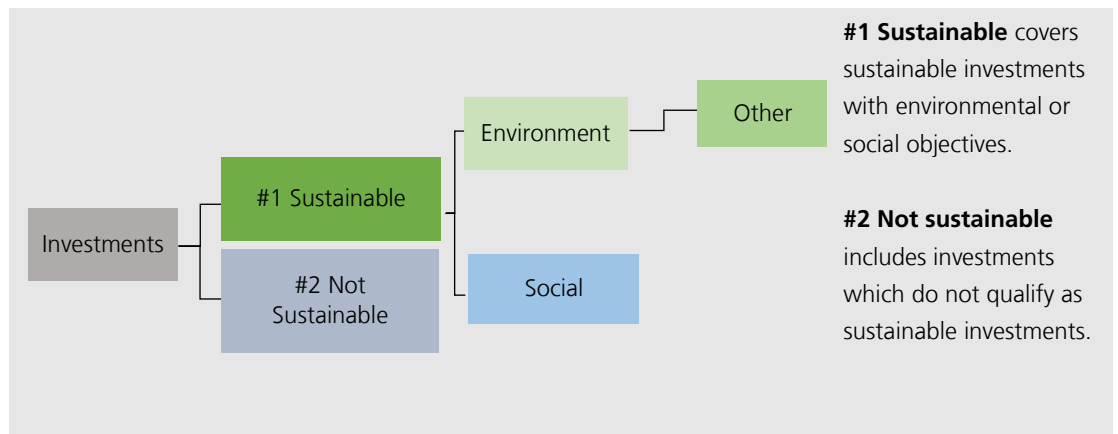 Investments
#1 Sustainable
#2 Not
Sustainable
Environment
Social
Other
#1 Sustainable covers
sustainable investments
with environmental or
social objectives.
#2 Not sustainable
includes investments
which do not qualify as
sustainable investments.